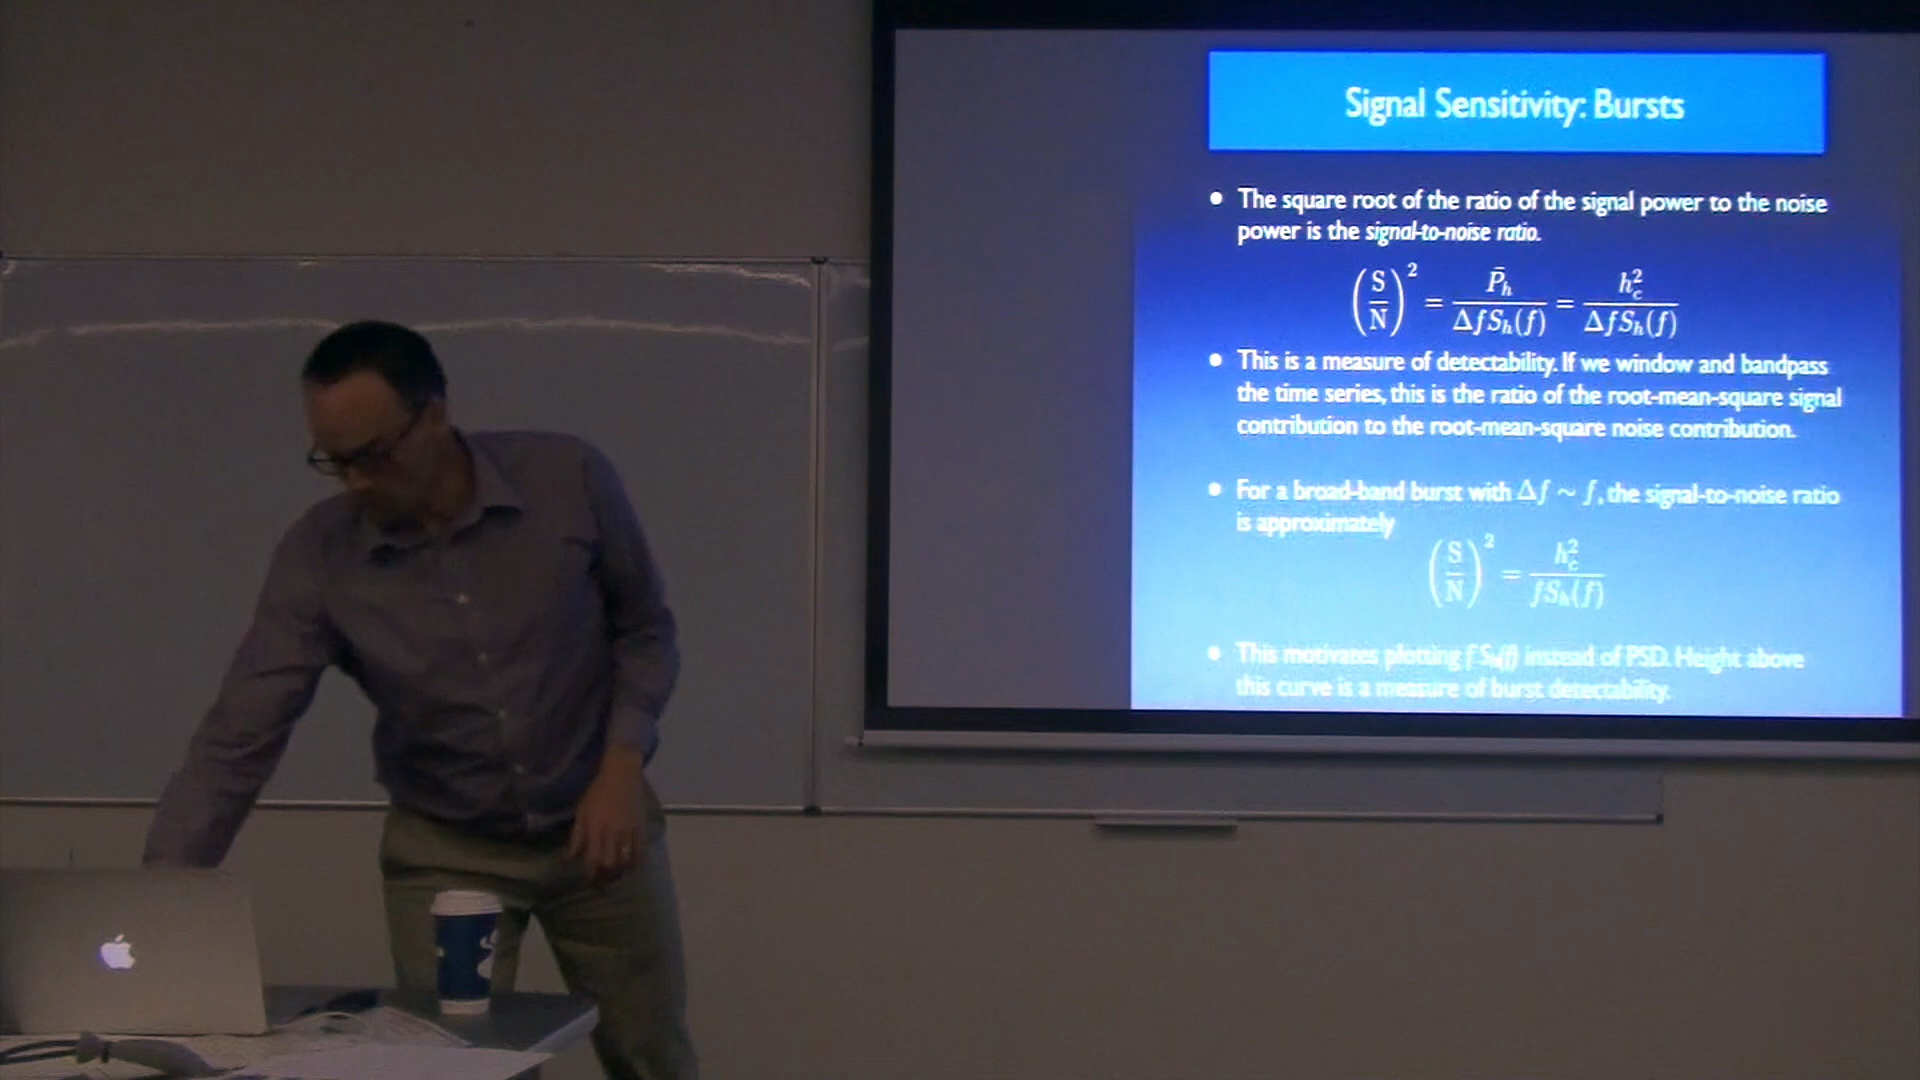 Signal Sensitivity: Bursts
• The square root of the ratio of the signal power to the noise
power is the signal-to-noise ratio.
(S/N)² = P̄ₕ / ΔfSₕ(f) = h_c² / ΔfSₕ(f)
• This is a measure of detectability. If we window and bandpass
the time series, this is the ratio of the root-mean-square signal
contribution to the root-mean-square noise contribution.
• For a broad-band burst with Δf ~ f, the signal-to-noise ratio
is approximately
(S/N)² = h_c² / fSₕ(f)
• This motivates plotting f Sₕ(f) instead of PSD. Height above
this curve is a measure of burst detectability.